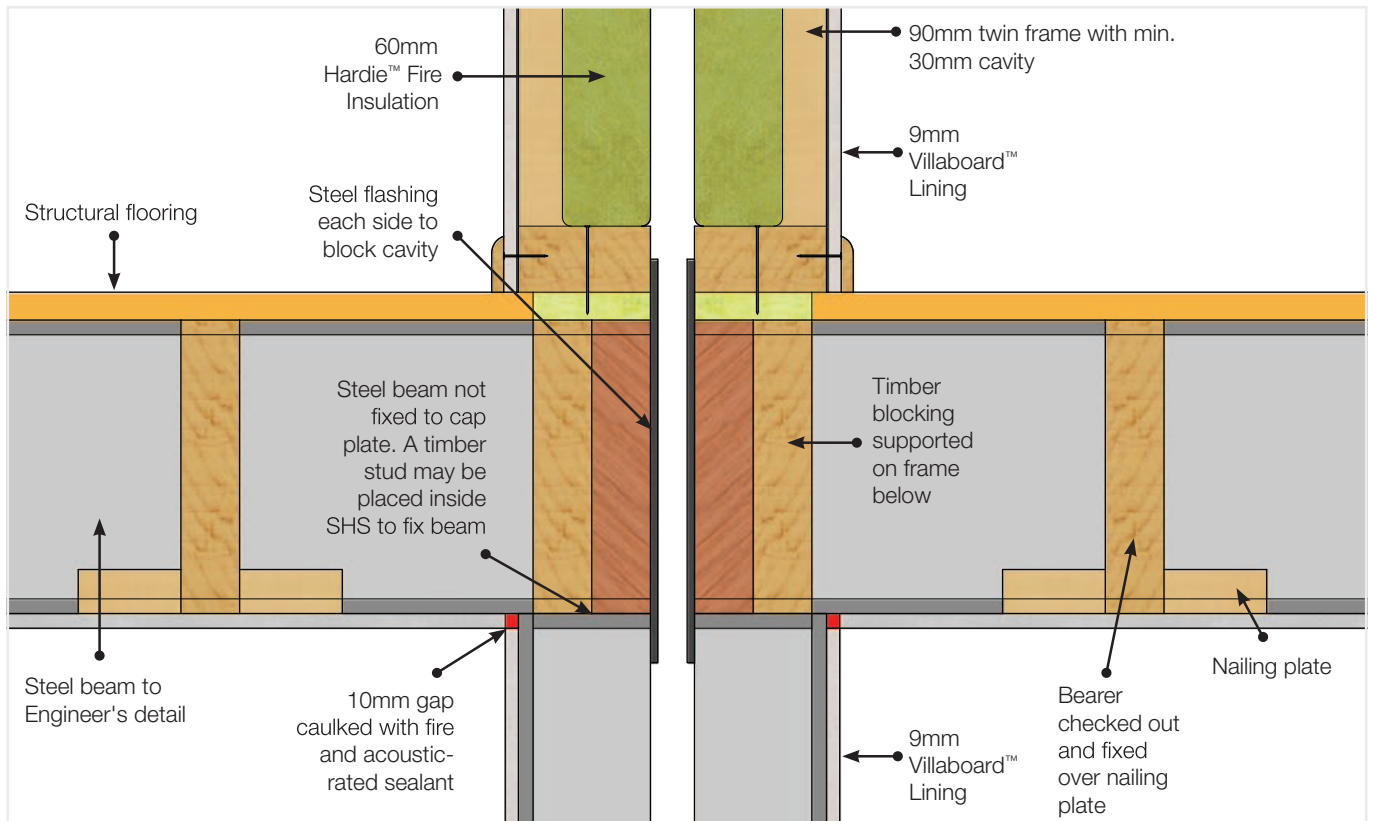 60mm
Hardie™ Fire
Insulation
90mm twin frame with min.
30mm cavity
9mm
Villaboard™
Lining
Structural flooring
Steel flashing
each side to
block cavity
Steel beam not
fixed to cap
plate. A timber
stud may be
placed inside
SHS to fix beam
Timber
blocking
supported
on frame
below
Steel beam to
Engineer's detail
10mm gap
caulked with fire
and acoustic-
rated sealant
9mm
Villaboard™
Lining
Bearer
checked out
and fixed
over nailing
plate
Nailing plate